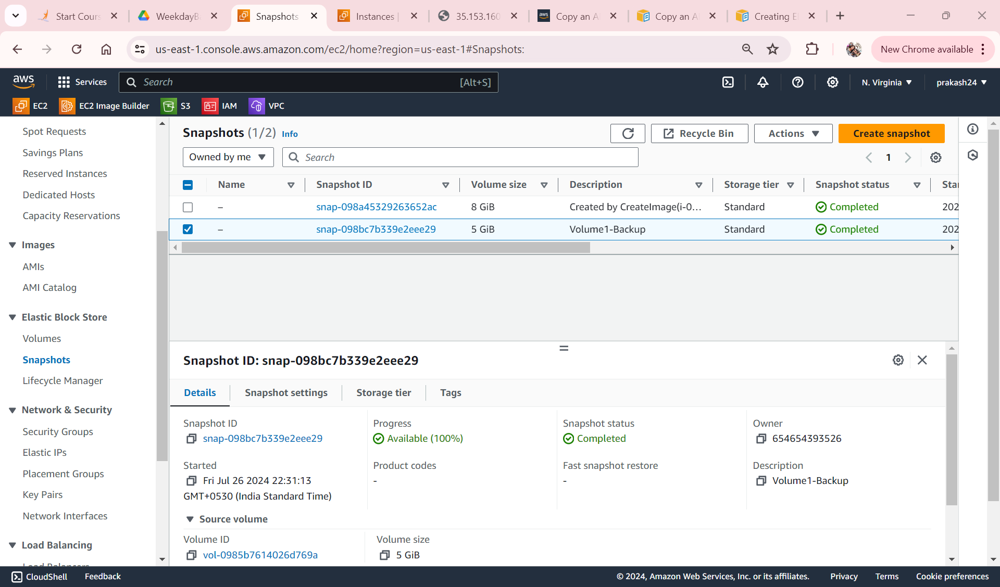 Start Cours
WeekdayBa
Snapshots
Instances |
35.153.160
Copy an A
Copy an A
Creating E
us-east-1.console.aws.amazon.com/ec2/home?region=us-east-1#Snapshots:
New Chrome available
aws
Services
Search
[Alt+S]
N. Virginia
prakash24
EC2
EC2 Image Builder
S3
IAM
VPC
Spot Requests
Savings Plans
Reserved Instances
Dedicated Hosts
Capacity Reservations
Images
AMIs
AMI Catalog
Elastic Block Store
Volumes
Snapshots
Lifecycle Manager
Network & Security
Security Groups
Elastic IPs
Placement Groups
Key Pairs
Network Interfaces
Load Balancing
Load Balancers
Snapshots (1/2) Info
Recycle Bin
Actions
Create snapshot
Owned by me
Search
1
Name Snapshot ID Volume size Description Storage tier Snapshot status Star
– snap-098a45329263652ac 8 GiB Created by CreateImage(i-0... Standard Completed 202
– snap-098bc7b339e2eee29 5 GiB Volume1-Backup Standard Completed 202
Snapshot ID: snap-098bc7b339e2eee29
Details Snapshot settings Storage tier Tags
Snapshot ID
snap-098bc7b339e2eee29
Progress
Available (100%)
Snapshot status
Completed
Owner
654654393526
Started
Fri Jul 26 2024 22:31:13
GMT+0530 (India Standard Time)
Product codes
-
Fast snapshot restore
-
Description
Volume1-Backup
Source volume
Volume ID
vol-0985b7614026d769a
Volume size
5 GiB
CloudShell
Feedback
© 2024, Amazon Web Services, Inc. or its affiliates.
Privacy
Terms
Cookie preferences